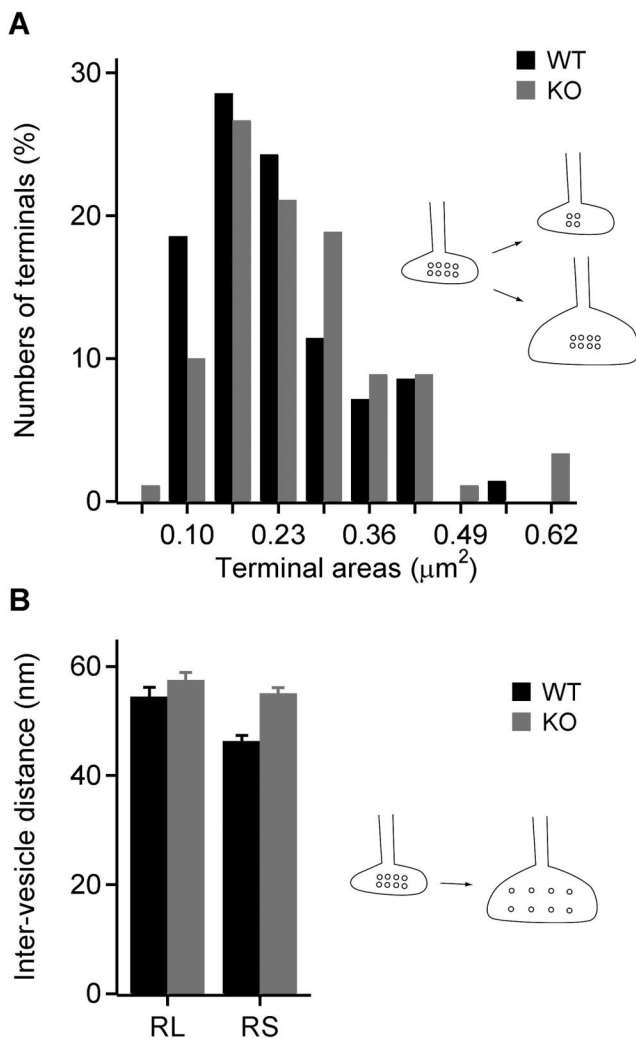 A
Numbers of terminals (%)
30
20
10
0
WT
KO
0.10 0.23 0.36 0.49 0.62
Terminal areas (μm²)
B
Inter-vesicle distance (nm)
60
40
20
0
WT
KO
RL RS